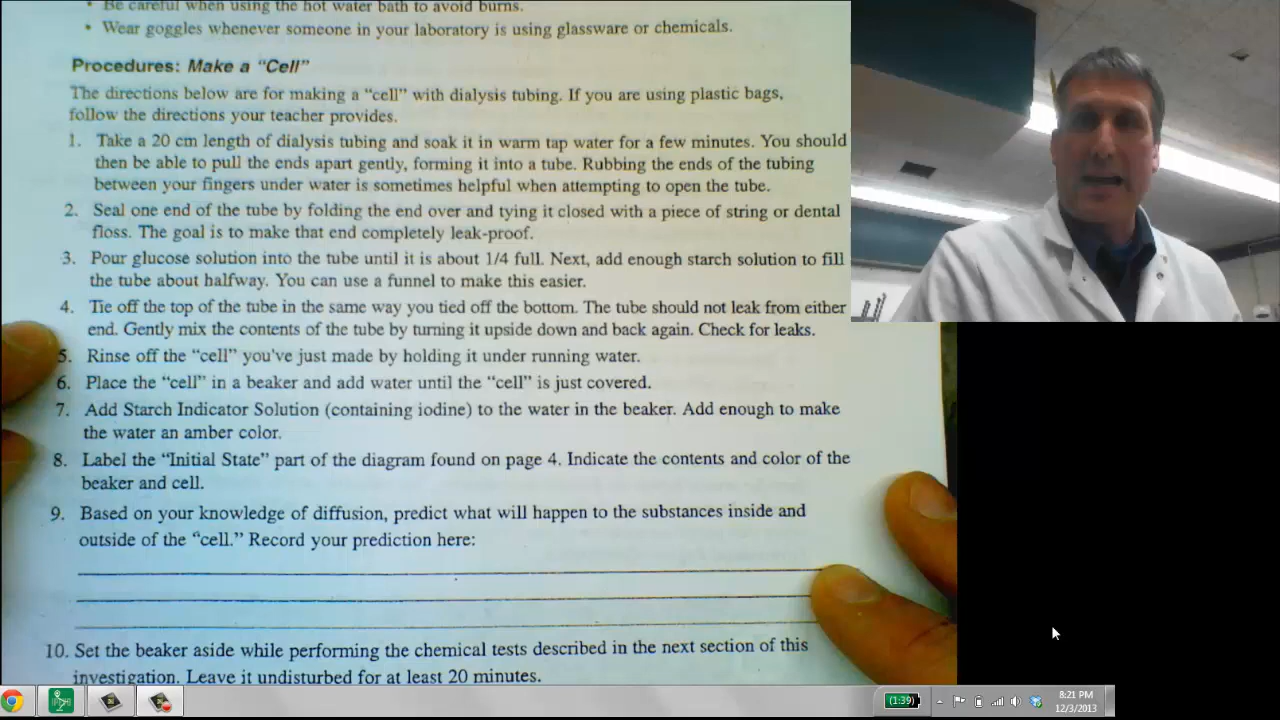 • Be careful when using the hot water bath to avoid burns.
• Wear goggles whenever someone in your laboratory is using glassware or chemicals.
Procedures: Make a “Cell”
The directions below are for making a “cell” with dialysis tubing. If you are using plastic bags,
follow the directions your teacher provides.
1. Take a 20 cm length of dialysis tubing and soak it in warm tap water for a few minutes. You should
then be able to pull the ends apart gently, forming it into a tube. Rubbing the ends of the tubing
between your fingers under water is sometimes helpful when attempting to open the tube.
2. Seal one end of the tube by folding the end over and tying it closed with a piece of string or dental
floss. The goal is to make that end completely leak-proof.
3. Pour glucose solution into the tube until it is about 1/4 full. Next, add enough starch solution to fill
the tube about halfway. You can use a funnel to make this easier.
4. Tie off the top of the tube in the same way you tied off the bottom. The tube should not leak from either
end. Gently mix the contents of the tube by turning it upside down and back again. Check for leaks.
5. Rinse off the “cell” you've just made by holding it under running water.
6. Place the “cell” in a beaker and add water until the “cell” is just covered.
7. Add Starch Indicator Solution (containing iodine) to the water in the beaker. Add enough to make
the water an amber color.
8. Label the “Initial State” part of the diagram found on page 4. Indicate the contents and color of the
beaker and cell.
9. Based on your knowledge of diffusion, predict what will happen to the substances inside and
outside of the “cell.” Record your prediction here:
10. Set the beaker aside while performing the chemical tests described in the next section of this
investigation. Leave it undisturbed for at least 20 minutes.
(1:39)
8:21 PM
12/3/2013